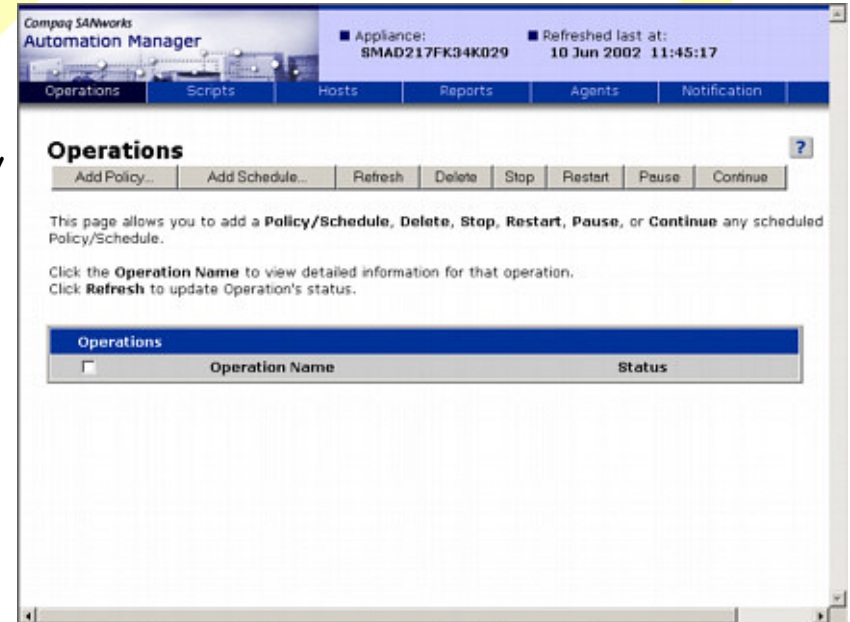 Compaq SANworks
Automation Manager
Appliance:
SMAD217FK34K029
Refreshed last at:
10 Jun 2002 11:45:17
Operations Scripts Hosts Reports Agents Notification
Operations
?
Add Policy... Add Schedule... Refresh Delete Stop Restart Pause Continue
This page allows you to add a Policy/Schedule, Delete, Stop, Restart, Pause, or Continue any scheduled
Policy/Schedule.
Click the Operation Name to view detailed information for that operation.
Click Refresh to update Operation's status.
Operations
Operation Name Status